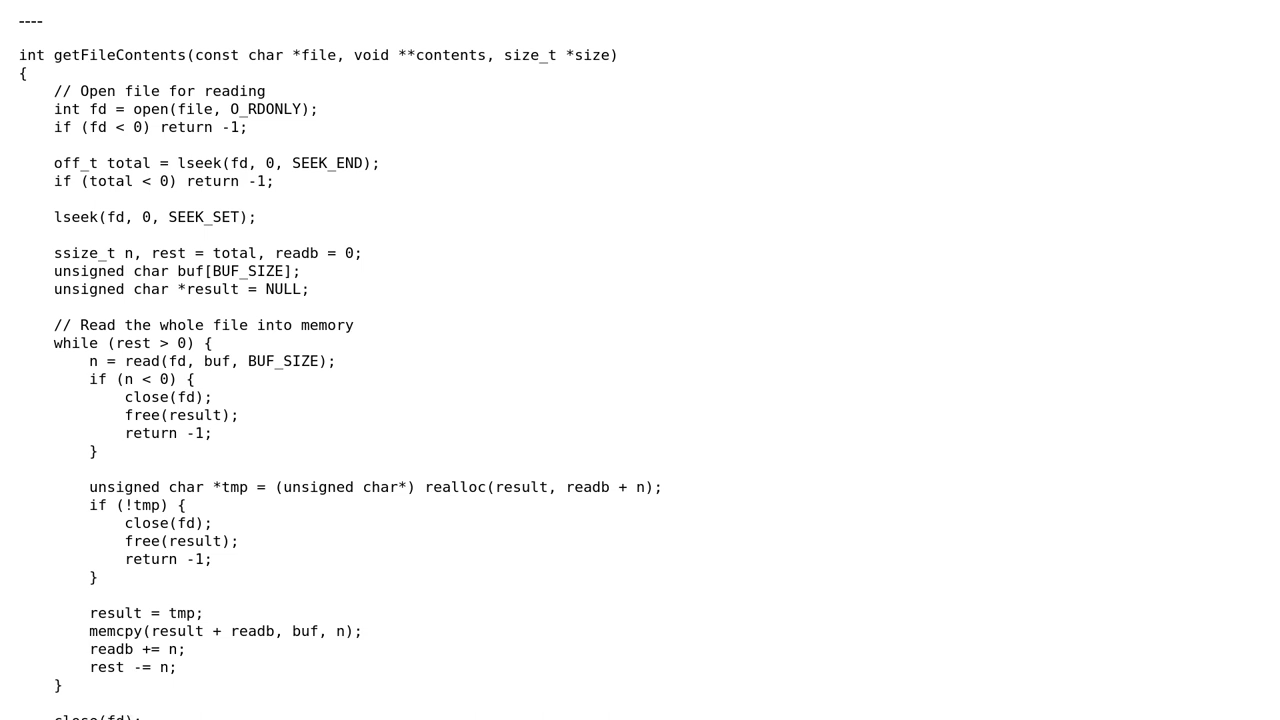 ----
int getFileContents(const char *file, void **contents, size_t *size)
{
    // Open file for reading
    int fd = open(file, O_RDONLY);
    if (fd < 0) return -1;

    off_t total = lseek(fd, 0, SEEK_END);
    if (total < 0) return -1;

    lseek(fd, 0, SEEK_SET);

    ssize_t n, rest = total, readb = 0;
    unsigned char buf[BUF_SIZE];
    unsigned char *result = NULL;

    // Read the whole file into memory
    while (rest > 0) {
        n = read(fd, buf, BUF_SIZE);
        if (n < 0) {
            close(fd);
            free(result);
            return -1;
        }

        unsigned char *tmp = (unsigned char*) realloc(result, readb + n);
        if (!tmp) {
            close(fd);
            free(result);
            return -1;
        }

        result = tmp;
        memcpy(result + readb, buf, n);
        readb += n;
        rest -= n;
    }

    close(fd);